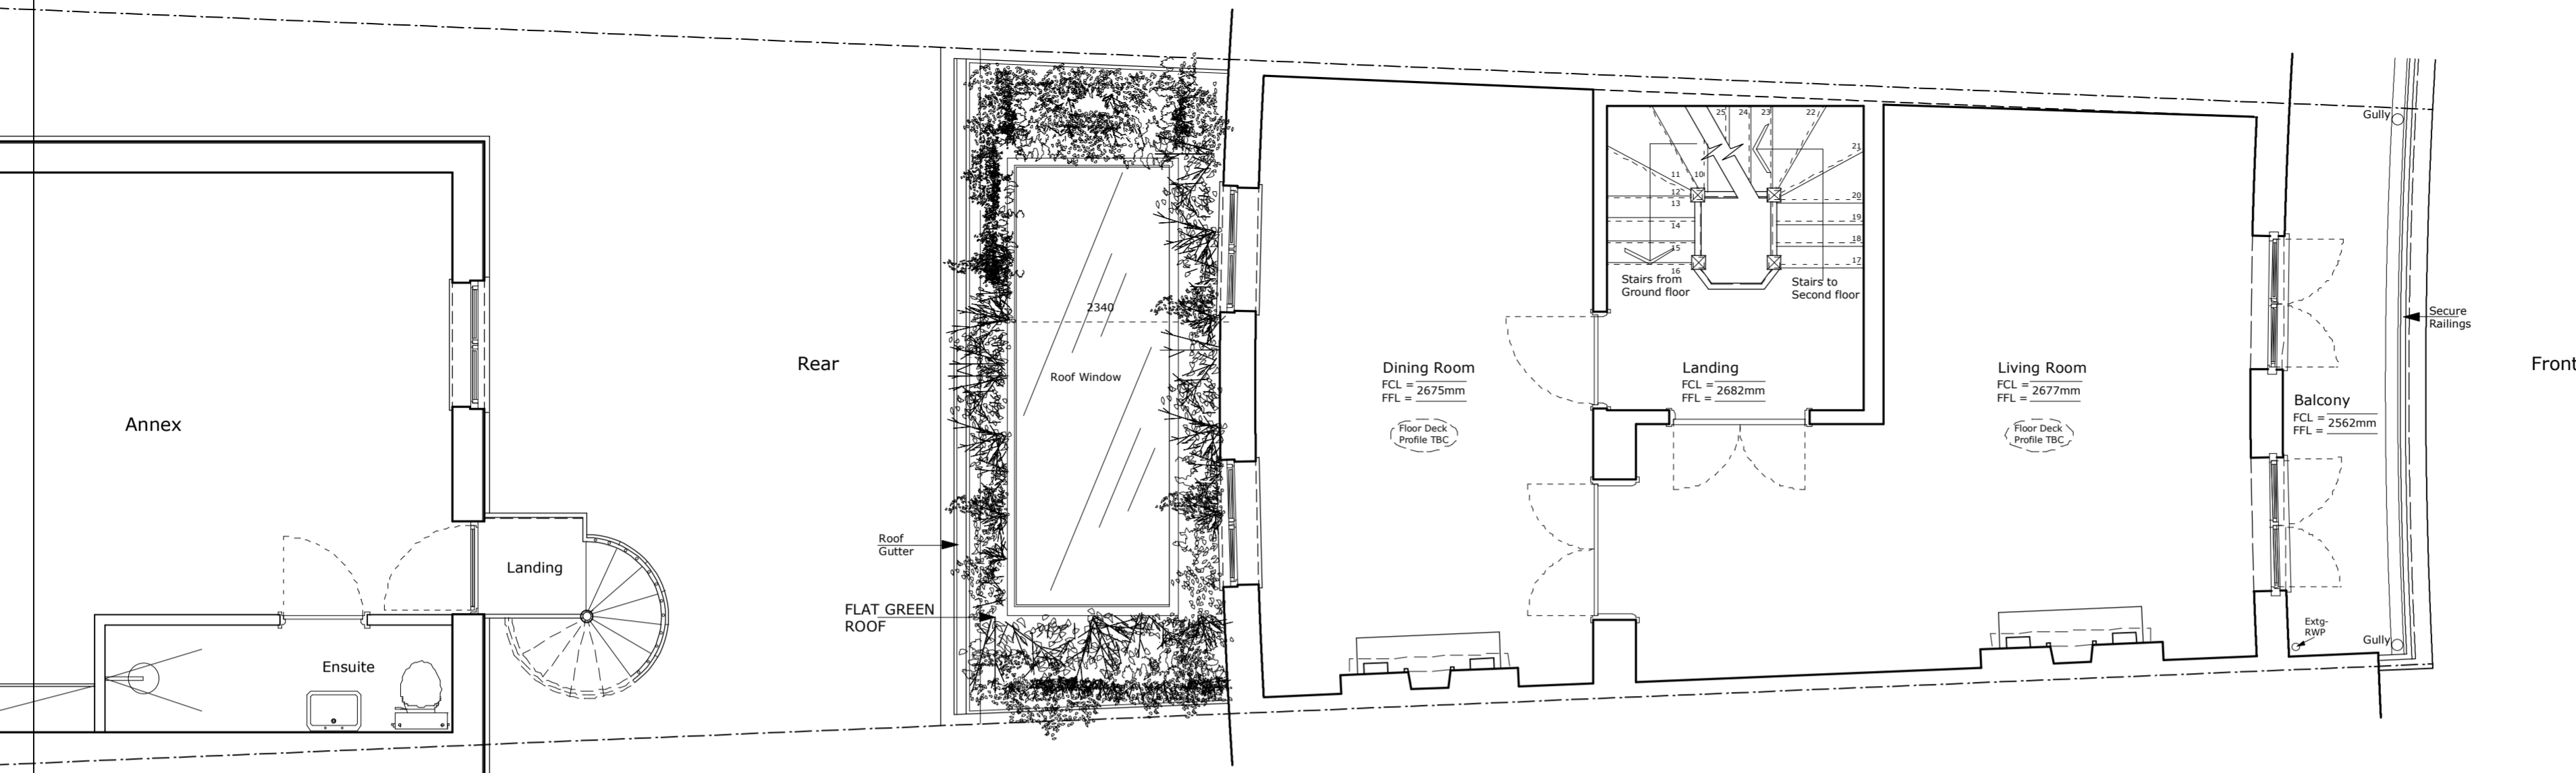 Annex
Landing
Ensuite
Rear
Roof
Gutter
FLAT GREEN
ROOF
2340
Roof Window
Dining Room
FCL =
2675mm
FFL =
Floor Deck
Profile TBC
25
24
23
22
21
11
10
12
13
14
15
16
20
19
18
17
Stairs from
Ground floor
Stairs to
Second floor
Landing
FCL =
2682mm
FFL =
Living Room
FCL =
2677mm
FFL =
Floor Deck
Profile TBC
Balcony
FCL =
2562mm
FFL =
Gully
Secure
Railings
Extg-
RWP
Gully
Front